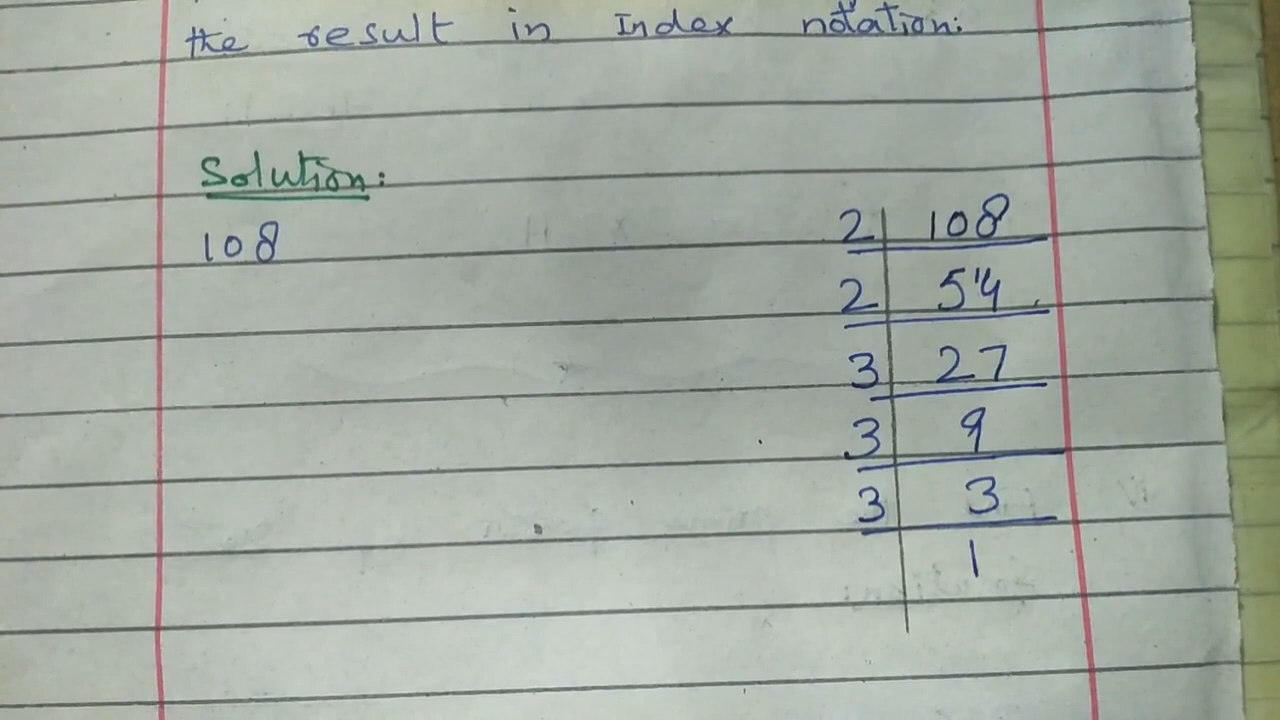 the result in Index notation:
Solution:
108
2 | 108
2 | 54
3 | 27
3 | 9
3 | 3
| 1